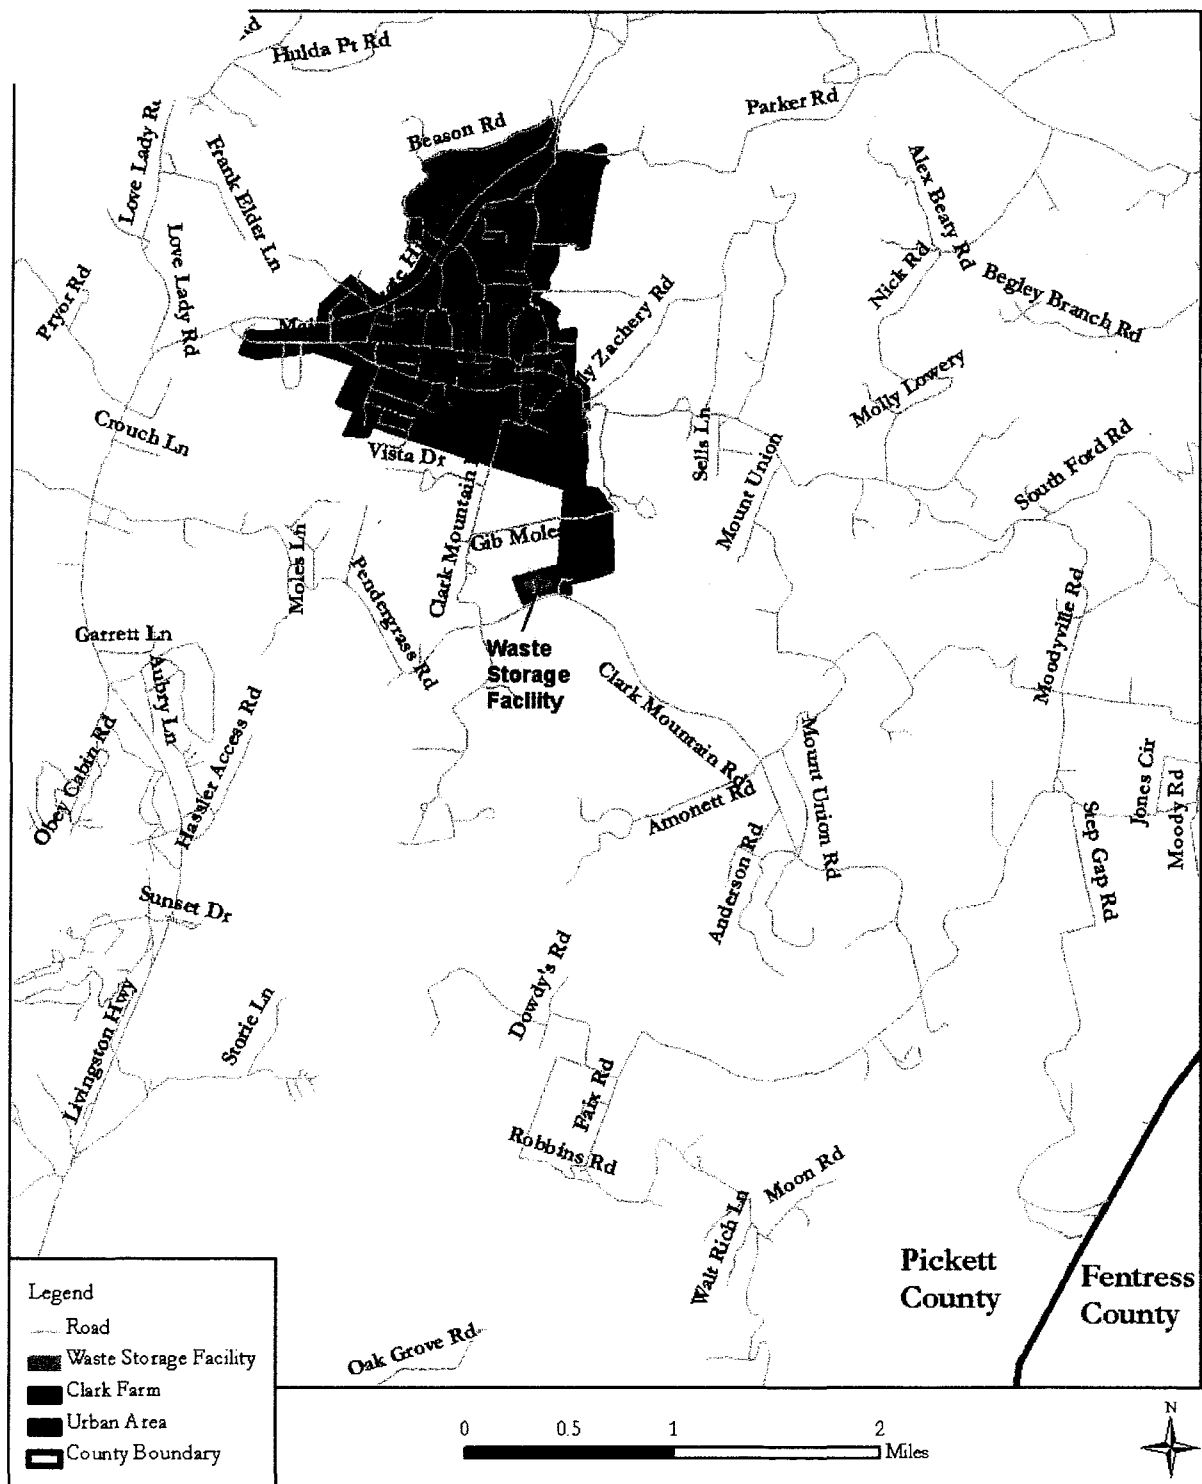 Rd
Hulda Pt Rd
Parker Rd
Beason Rd
Love Lady Rd
Frank Elder Ln
Alex Beaty Rd
Love Lady Rd
Nick Rd
Begley Branch Rd
Pryor Rd
Zachery Rd
Molly Lowery
Crouch Ln
Vista Dr
Sells Ln
Mount Union
South Ford Rd
Clark Mountain
Gib Mole
Moles Ln
Pendergrass Rd
Garrett Ln
Aubry Ln
Moodyville Rd
Waste
Storage
Facility
Clark Mountain Rd
Hassler Access Rd
Obey Cabin Rd
Mount Union Rd
Amonett Rd
Anderson Rd
Jones Cir
Moody Rd
Step Gap Rd
Sunset Dr
Dowdy's Rd
Storie Ln
Livingston Hwy
Faix Rd
Robbins Rd
Moon Rd
Walt Rich Ln
Pickett
County
Fentress
County
Oak Grove Rd
Legend
Road
Waste Storage Facility
Clark Farm
Urban Area
County Boundary
0 0.5 1 2
Miles
N